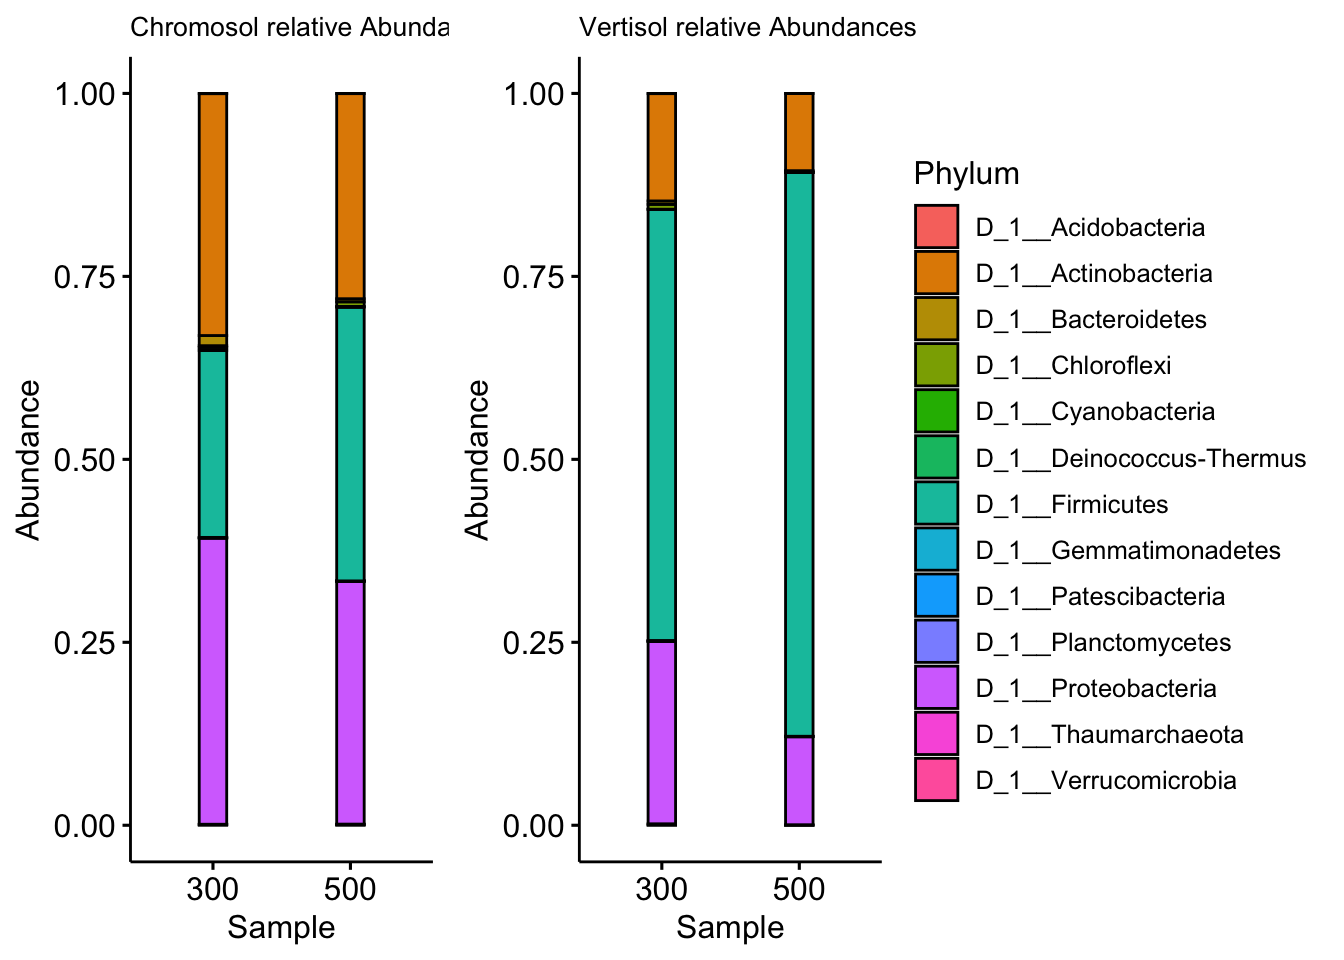 Chromosol relative Abunda
1.00
0.75
0.50
0.25
0.00
Abundance
300 500
Sample
Vertisol relative Abundances
1.00
0.75
0.50
0.25
0.00
Abundance
300 500
Sample
Phylum
D_1__Acidobacteria
D_1__Actinobacteria
D_1__Bacteroidetes
D_1__Chloroflexi
D_1__Cyanobacteria
D_1__Deinococcus-Thermus
D_1__Firmicutes
D_1__Gemmatimonadetes
D_1__Patescibacteria
D_1__Planctomycetes
D_1__Proteobacteria
D_1__Thaumarchaeota
D_1__Verrucomicrobia